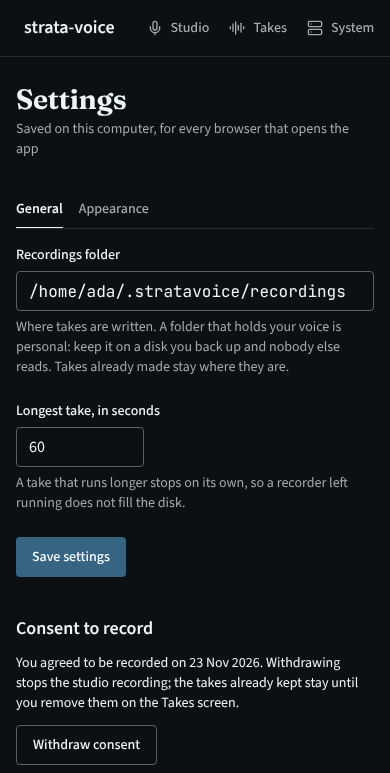 strata-voice Studio Takes System
Settings
Saved on this computer, for every browser that opens the
app
General Appearance
Recordings folder
/home/ada/.stratavoice/recordings
Where takes are written. A folder that holds your voice is
personal: keep it on a disk you back up and nobody else
reads. Takes already made stay where they are.
Longest take, in seconds
60
A take that runs longer stops on its own, so a recorder left
running does not fill the disk.
Save settings
Consent to record
You agreed to be recorded on 23 Nov 2026. Withdrawing
stops the studio recording; the takes already kept stay until
you remove them on the Takes screen.
Withdraw consent